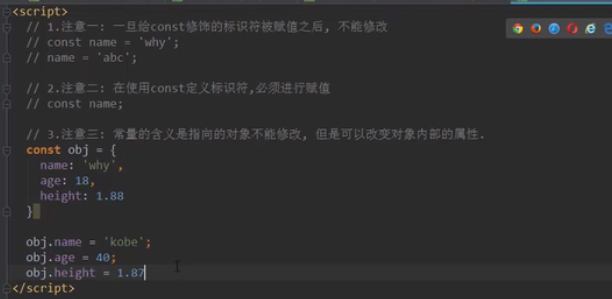 <script>
// 1.注意一: 一旦给const修饰的标识符被赋值之后, 不能修改
// const name = 'why';
// name = 'abc';
// 2.注意二: 在使用const定义标识符,必须进行赋值
// const name;
// 3.注意三: 常量的含义是指向的对象不能修改, 但是可以改变对象内部的属性.
const obj = {
name: 'why',
age: 18,
height: 1.88
}
obj.name = 'kobe';
obj.age = 40;
obj.height = 1.87
</script>